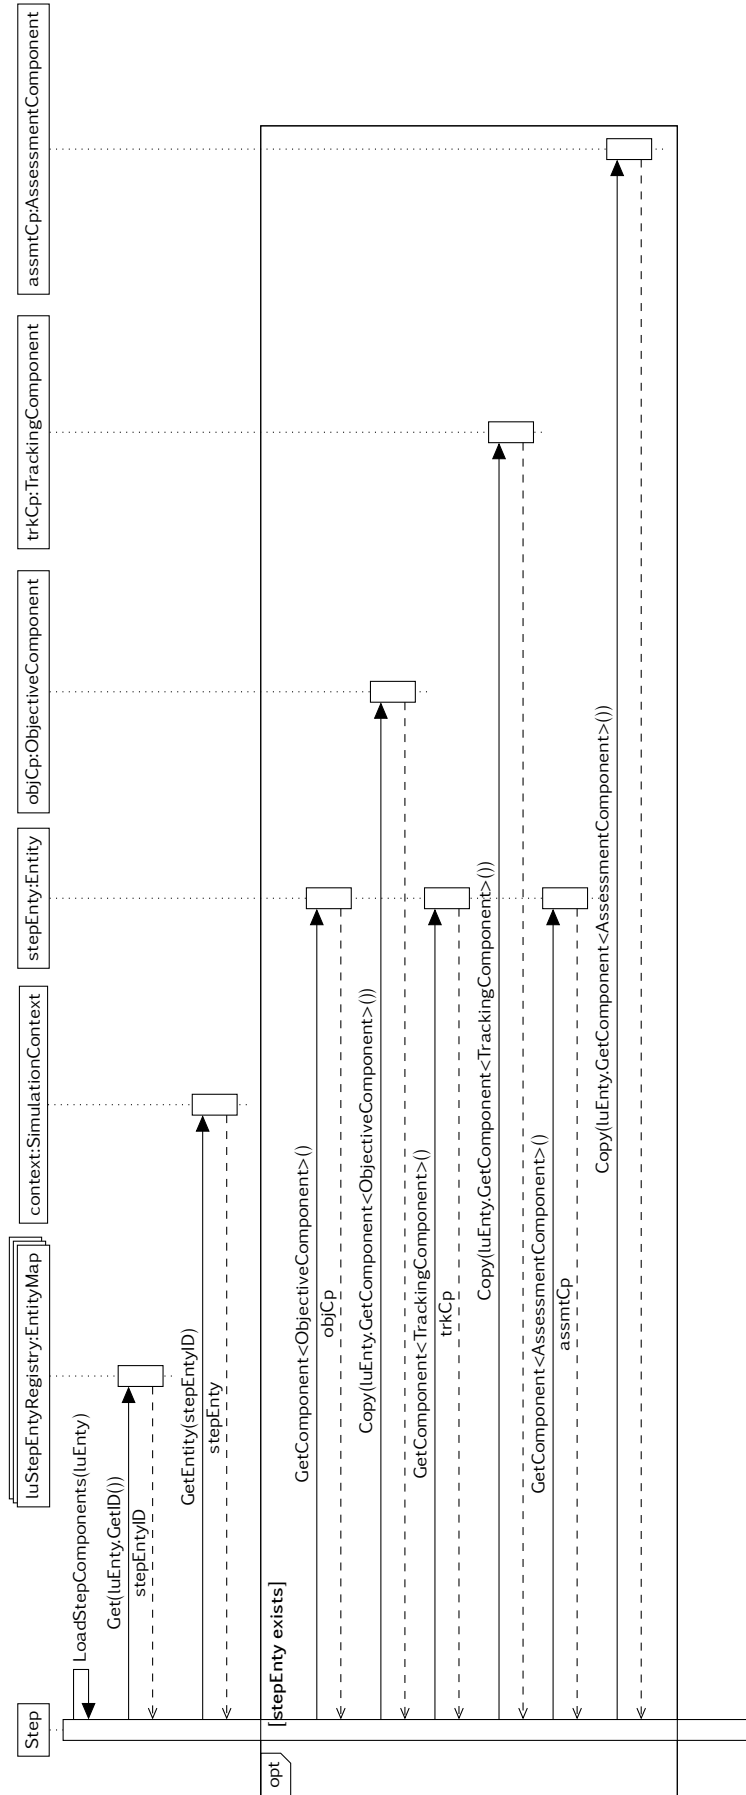 Step
luStepEntyRegistry:EntityMap
context:SimulationContext
stepEnty:Entity
objCp:ObjectiveComponent
trkCp:TrackingComponent
assmtCp:AssessmentComponent
LoadStepComponents(luEnty)
Get(luEnty.GetID())
stepEntyID
GetEntity(stepEntyID)
stepEnty
opt
[stepEnty exists]
GetComponent<ObjectiveComponent>()
objCp
Copy(luEnty.GetComponent<ObjectiveComponent>())
GetComponent<TrackingComponent>()
trkCp
Copy(luEnty.GetComponent<TrackingComponent>())
GetComponent<AssessmentComponent()
assmtCp
Copy(luEnty.GetComponent<AssessmentComponent>())